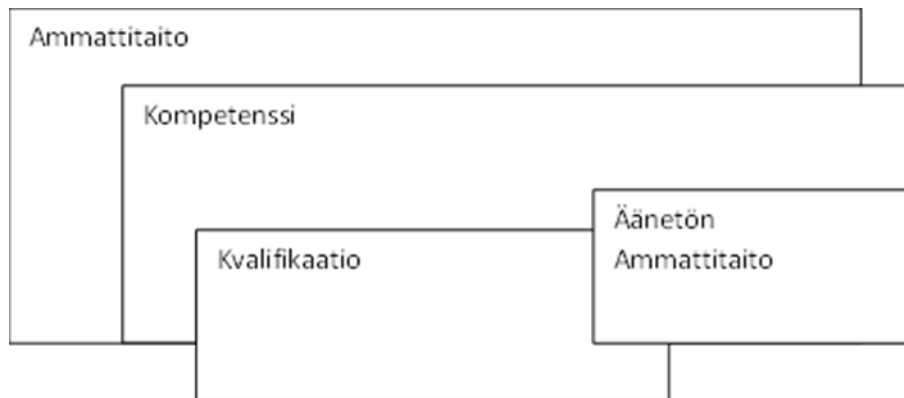 Ammattitaito
Kompetenssi
Äänetön
Ammattitaito
Kvalifikaatio